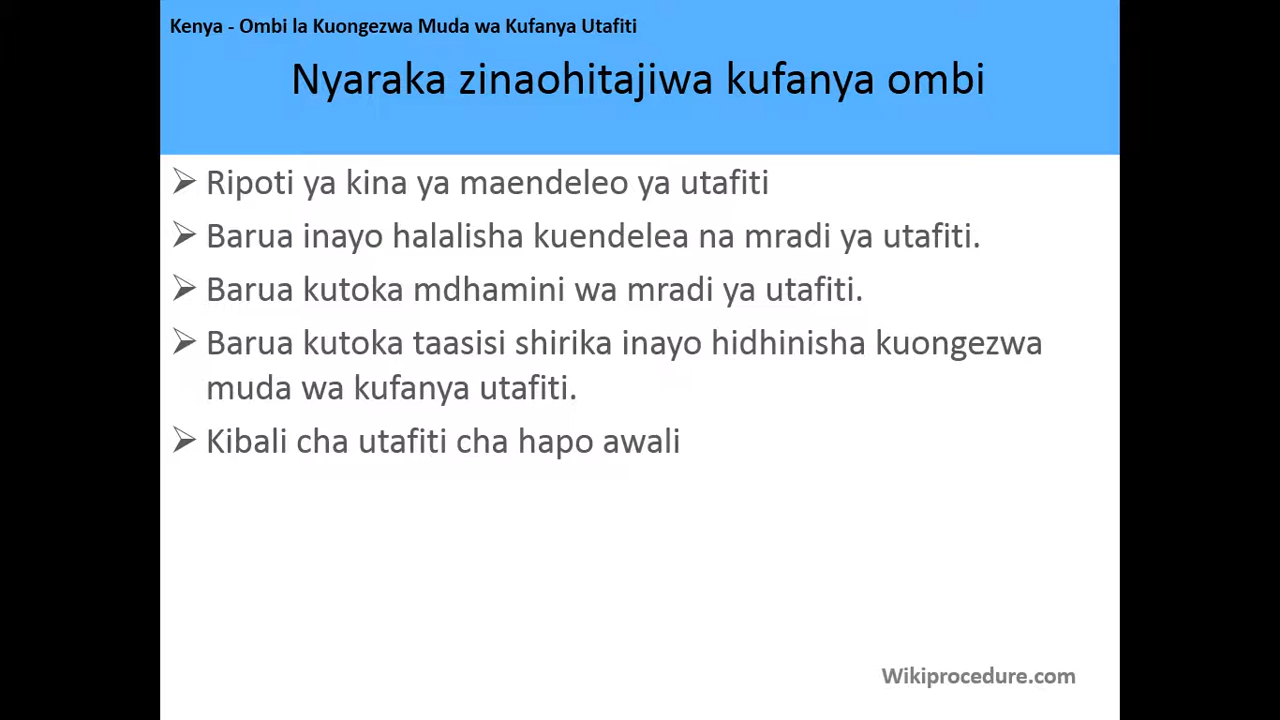 Kenya - Ombi la Kuongezwa Muda wa Kufanya Utafiti
Nyaraka zinaohitajiwa kufanya ombi
➢ Ripoti ya kina ya maendeleo ya utafiti
➢ Barua inayo halalisha kuendelea na mradi ya utafiti.
➢ Barua kutoka mdhamini wa mradi ya utafiti.
➢ Barua kutoka taasisi shirika inayo hidhinisha kuongezwa
muda wa kufanya utafiti.
➢ Kibali cha utafiti cha hapo awali
Wikiprocedure.com